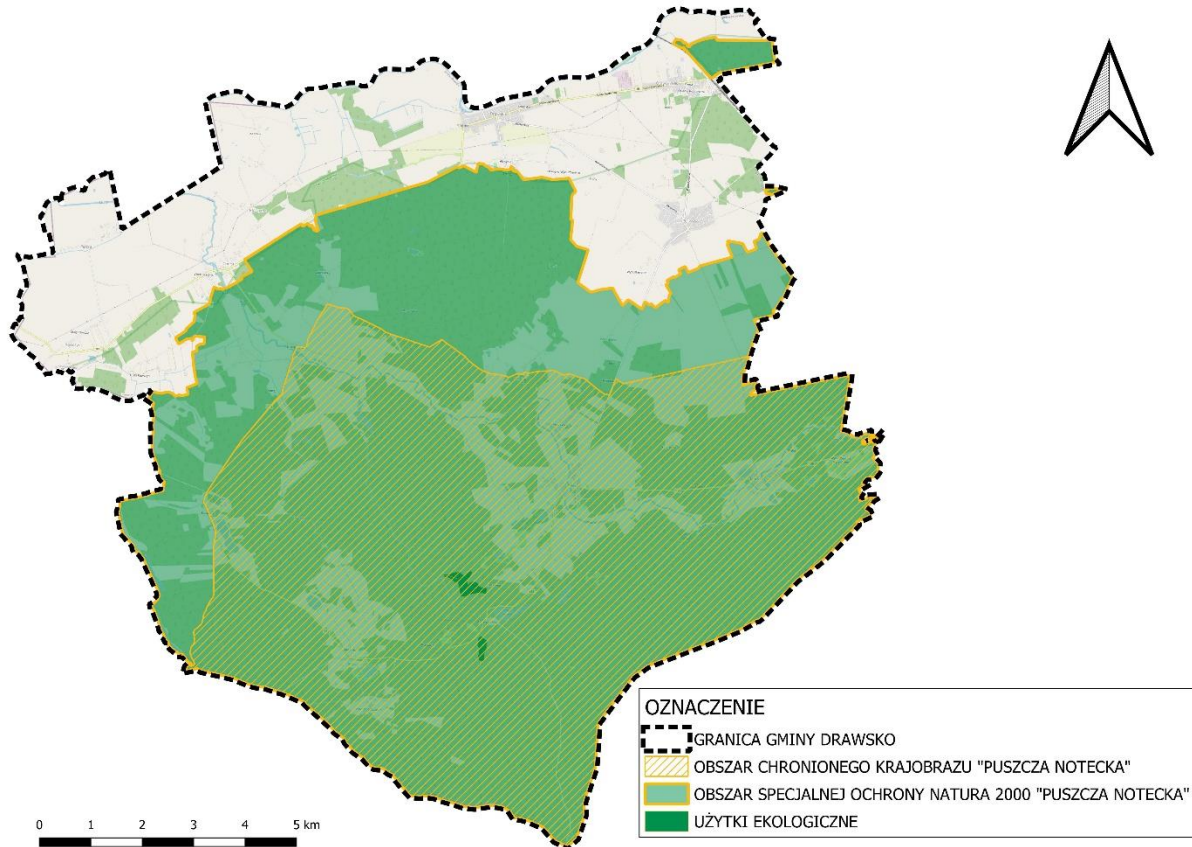 OZNACZENIE
GRANICA GMINY DRAWSKO
OBSZAR CHRONIONEGO KRAJOBRAZU "PUSZCZA NOTECKA"
OBSZAR SPECJALNEJ OCHRONY NATURA 2000 "PUSZCZA NOTECKA"
UŻYTKI EKOLOGICZNE
0 1 2 3 4 5 km